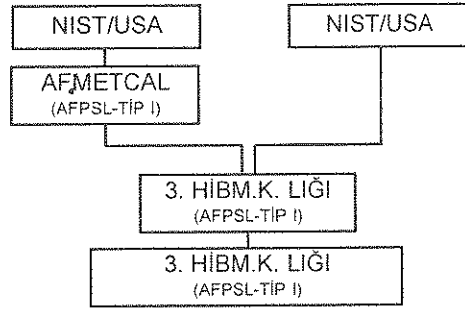 NIST/USA
NIST/USA
AFMETCAL
(AFPSL-TİP I)
3. HİBM.K. LIĞI
(AFPSL-TİP I)
3. HİBM.K. LIĞI
(AFPSL-TİP I)